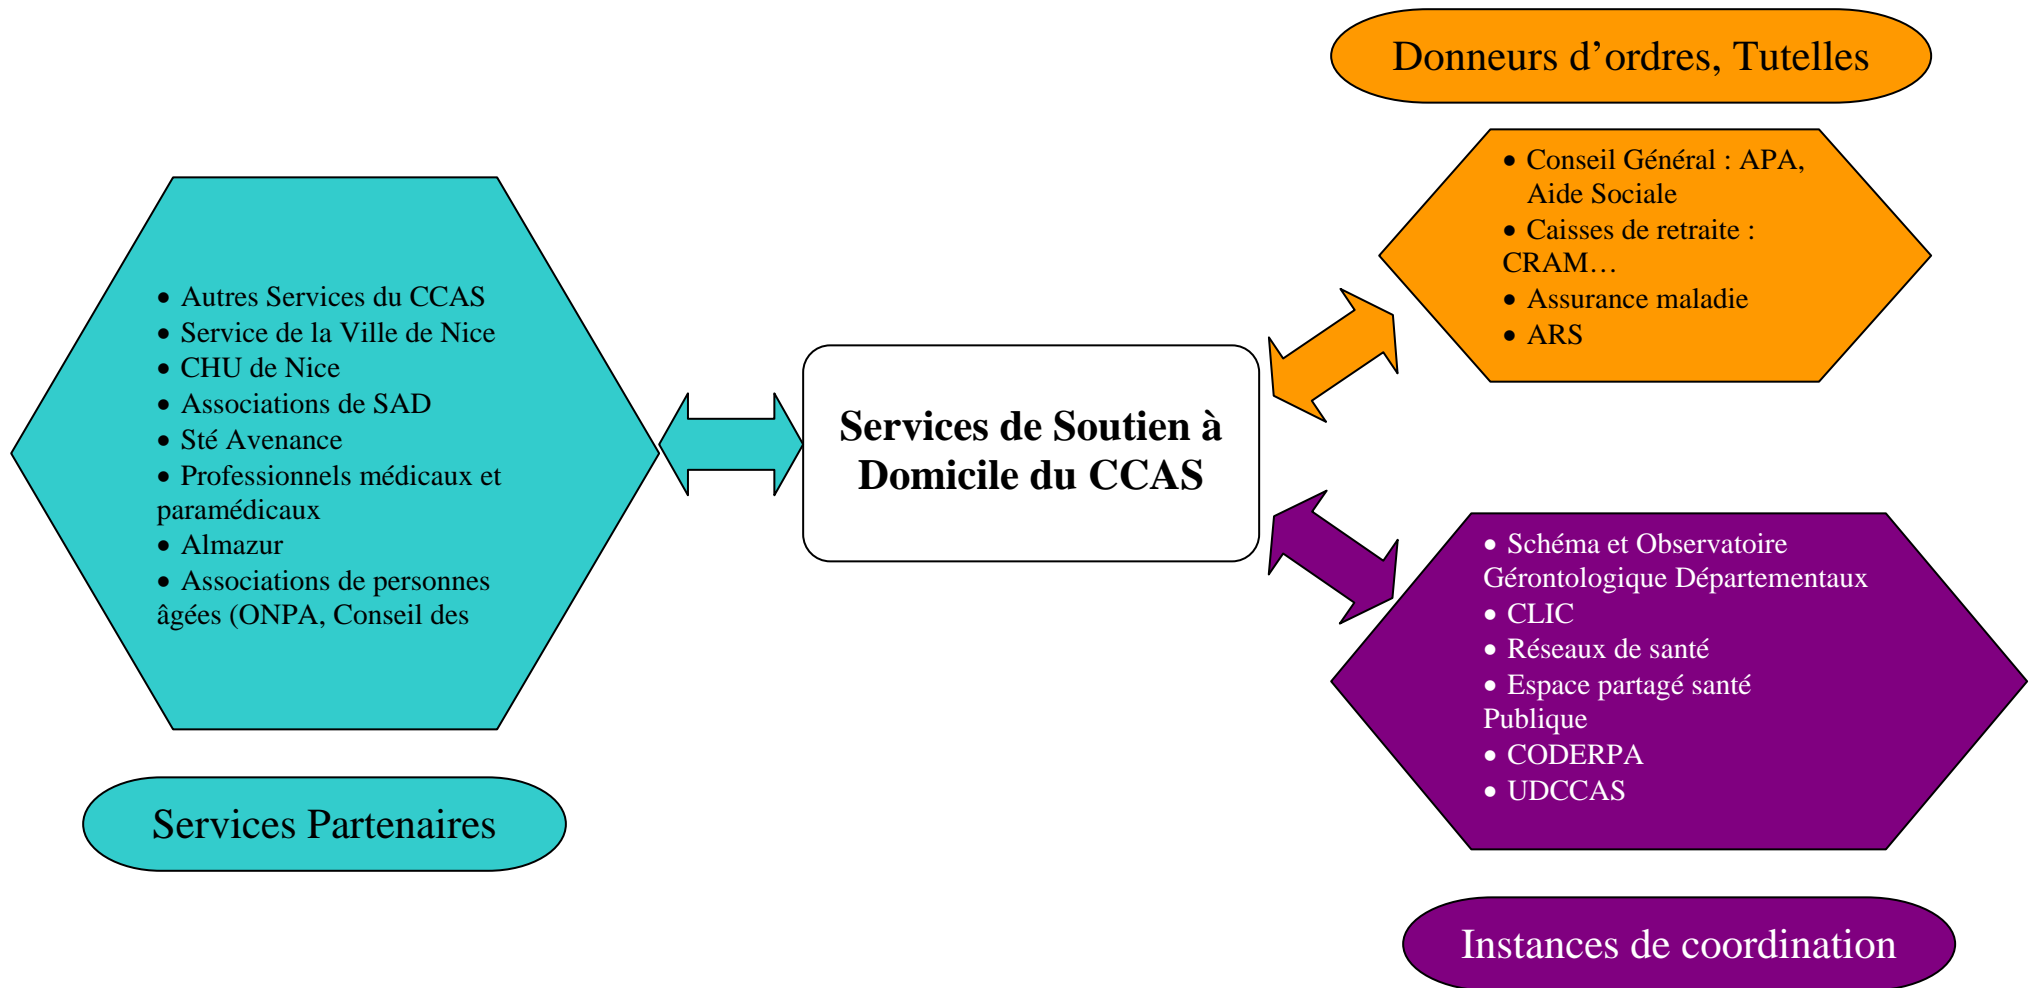 Donneurs d’ordres, Tutelles
• Conseil Général : APA,
Aide Sociale
• Caisses de retraite :
CRAM…
• Assurance maladie
• ARS
• Autres Services du CCAS
• Service de la Ville de Nice
• CHU de Nice
• Associations de SAD
• Sté Avenance
• Professionnels médicaux et
paramédicaux
• Almazur
• Associations de personnes
âgées (ONPA, Conseil des
Services Partenaires
Services de Soutien à
Domicile du CCAS
• Schéma et Observatoire
Gérontologique Départementaux
• CLIC
• Réseaux de santé
• Espace partagé santé
Publique
• CODERPA
• UDCCAS
Instances de coordination